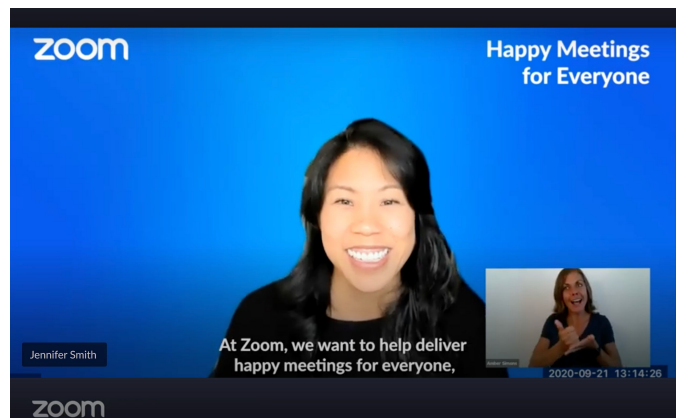 zoom
Happy Meetings
for Everyone
Jennifer Smith
At Zoom, we want to help deliver
happy meetings for everyone,
2020-09-21 13:14:26
zoom